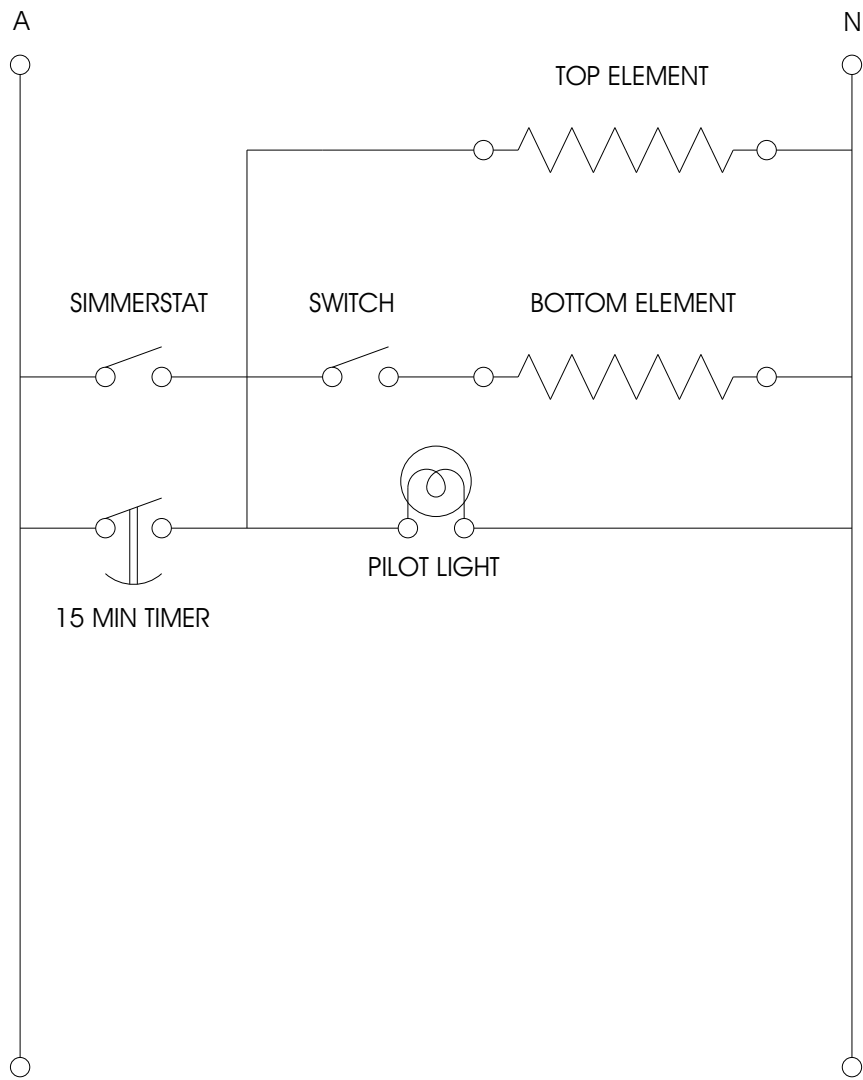 A
N
TOP ELEMENT
SIMMERSTAT
SWITCH
BOTTOM ELEMENT
PILOT LIGHT
15 MIN TIMER